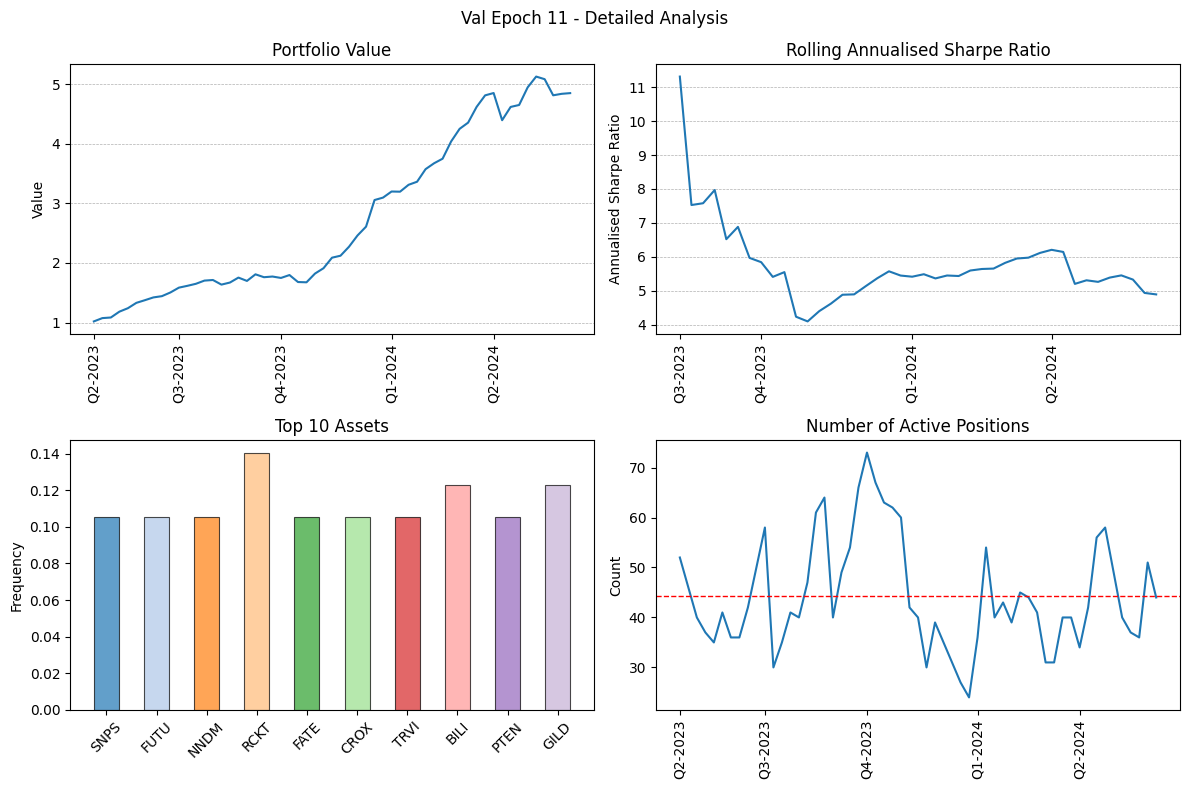 Val Epoch 11 - Detailed Analysis
Portfolio Value
Value
5
4
3
2
1
Q2-2023
Q3-2023
Q4-2023
Q1-2024
Q2-2024
Rolling Annualised Sharpe Ratio
Annualised Sharpe Ratio
11
10
9
8
7
6
5
4
Q3-2023
Q4-2023
Q1-2024
Q2-2024
Top 10 Assets
Frequency
0.14
0.12
0.10
0.08
0.06
0.04
0.02
0.00
SNPS
FUTU
NNDM
RCKT
FATE
CROX
TRVI
BILI
PTEN
GILD
Number of Active Positions
Count
70
60
50
40
30
Q2-2023
Q3-2023
Q4-2023
Q1-2024
Q2-2024